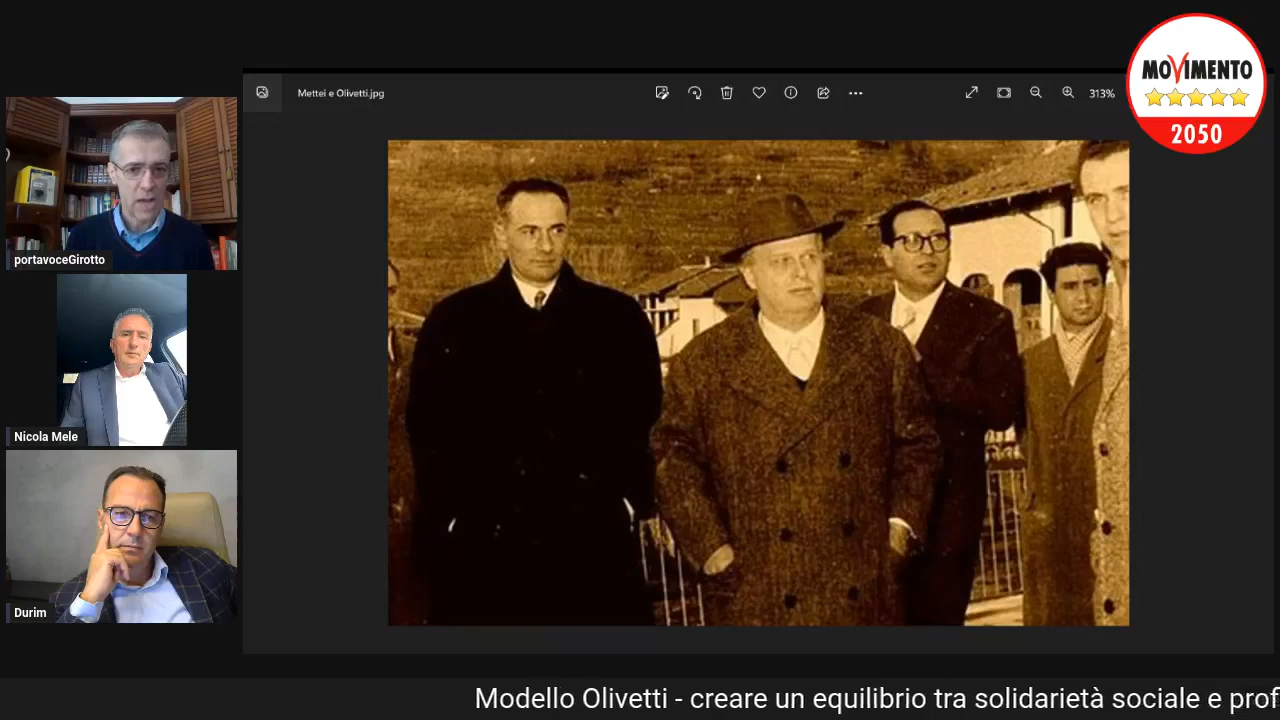 Mettei e Olivetti.jpg
313%
MOVIMENTO
2050
portavoceGirotto
Nicola Mele
Durim
Modello Olivetti - creare un equilibrio tra solidarietà sociale e prof